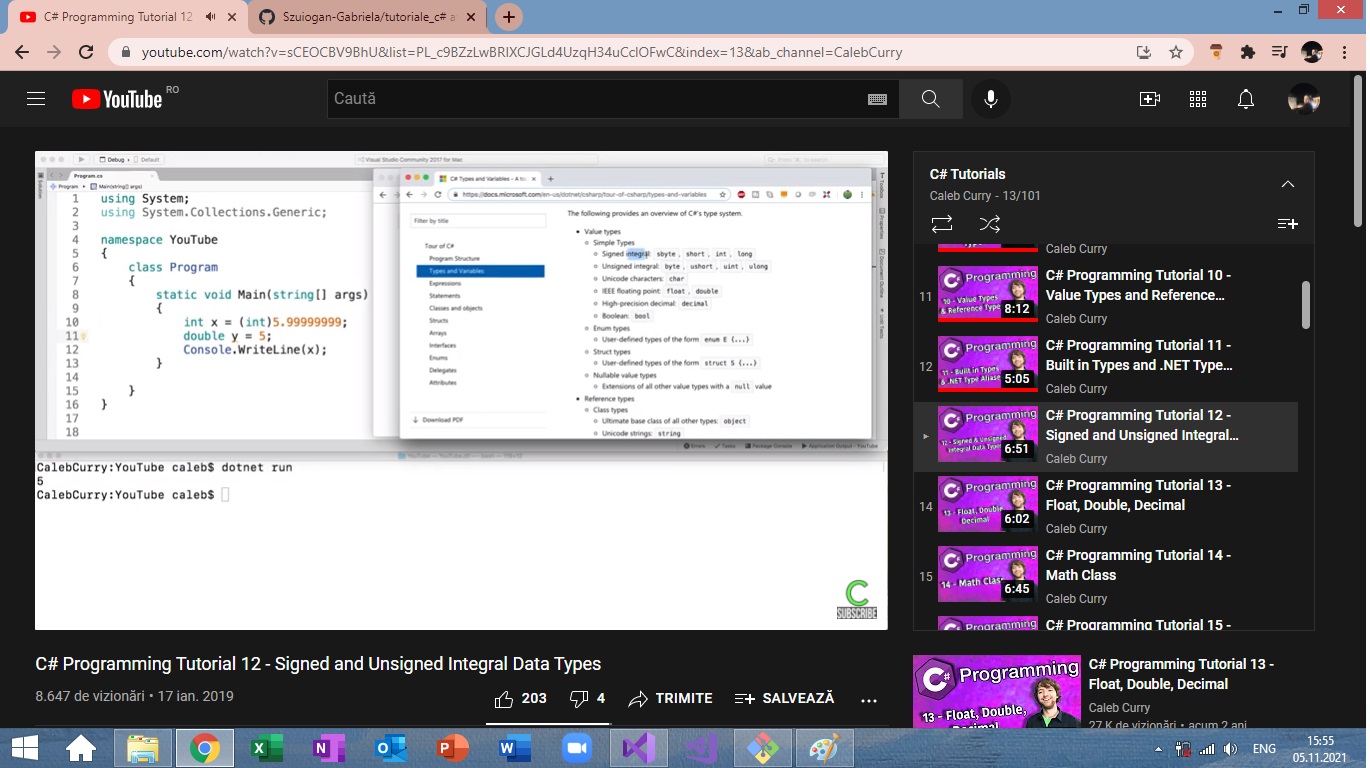 C# Programming Tutorial 12
Szuiogan-Gabriela/tutoriale_c# a
youtube.com/watch?v=sCEOCBV9BhU&list=PL_c9BZzLwBRIXCJGLd4UzqH34uCclOFwC&index=13&ab_channel=CalebCurry
YouTube RO
Caută
Debug › Default
Visual Studio Community 2017 for Mac
Program.cs
Program › Main(string[] args)
1 using System;
2 using System.Collections.Generic;
3
4 namespace YouTube
5 {
6 class Program
7 {
8 static void Main(string[] args)
9 {
10 int x = (int)5.99999999;
11 double y = 5;
12 Console.WriteLine(x);
13 }
14
15 }
16 }
17
18
C# Types and Variables - A to
https://docs.microsoft.com/en-us/dotnet/csharp/tour-of-csharp/types-and-variables
Filter by title
Tour of C#
Program Structure
Types and Variables
Expressions
Statements
Classes and objects
Structs
Arrays
Interfaces
Enums
Delegates
Attributes
Download PDF
The following provides an overview of C#'s type system.
• Value types
Simple Types
Signed integral: sbyte, short, int, long
Unsigned integral: byte, ushort, uint, ulong
Unicode characters: char
IEEE floating point: float, double
High-precision decimal: decimal
Boolean: bool
Enum types
User-defined types of the form enum E {...}
Struct types
User-defined types of the form struct S {...}
Nullable value types
Extensions of all other value types with a null value
• Reference types
Class types
Ultimate base class of all other types: object
Unicode strings: string
Errors Tasks Package Console Application Output - YouTube
CalebCurry:YouTube caleb$ dotnet run
5
CalebCurry:YouTube caleb$
SUBSCRIBE
C# Programming Tutorial 12 - Signed and Unsigned Integral Data Types
8.647 de vizionări • 17 ian. 2019
203
4
TRIMITE
SALVEAZĂ
C# Tutorials
Caleb Curry - 13/101
Caleb Curry
11
Programming
10 - Value Types & Reference Types
8:12
C# Programming Tutorial 10 -
Value Types and Reference…
Caleb Curry
12
Programming
11 - Built in Types & .NET Type Aliase
5:05
C# Programming Tutorial 11 -
Built in Types and .NET Type…
Caleb Curry
Programming
12 - Signed & Unsigned Integral Data Types
6:51
C# Programming Tutorial 12 -
Signed and Unsigned Integral…
Caleb Curry
14
Programming
13 - Float, Double, Decimal
6:02
C# Programming Tutorial 13 -
Float, Double, Decimal
Caleb Curry
15
Programming
14 - Math Class
6:45
C# Programming Tutorial 14 -
Math Class
Caleb Curry
Programming
C# Programming Tutorial 15 -
C# Programming
13 - Float, Double,
Decimal
C# Programming Tutorial 13 -
Float, Double, Decimal
Caleb Curry
27 K de vizionări • acum 2 ani
ENG
15:55
05.11.2021